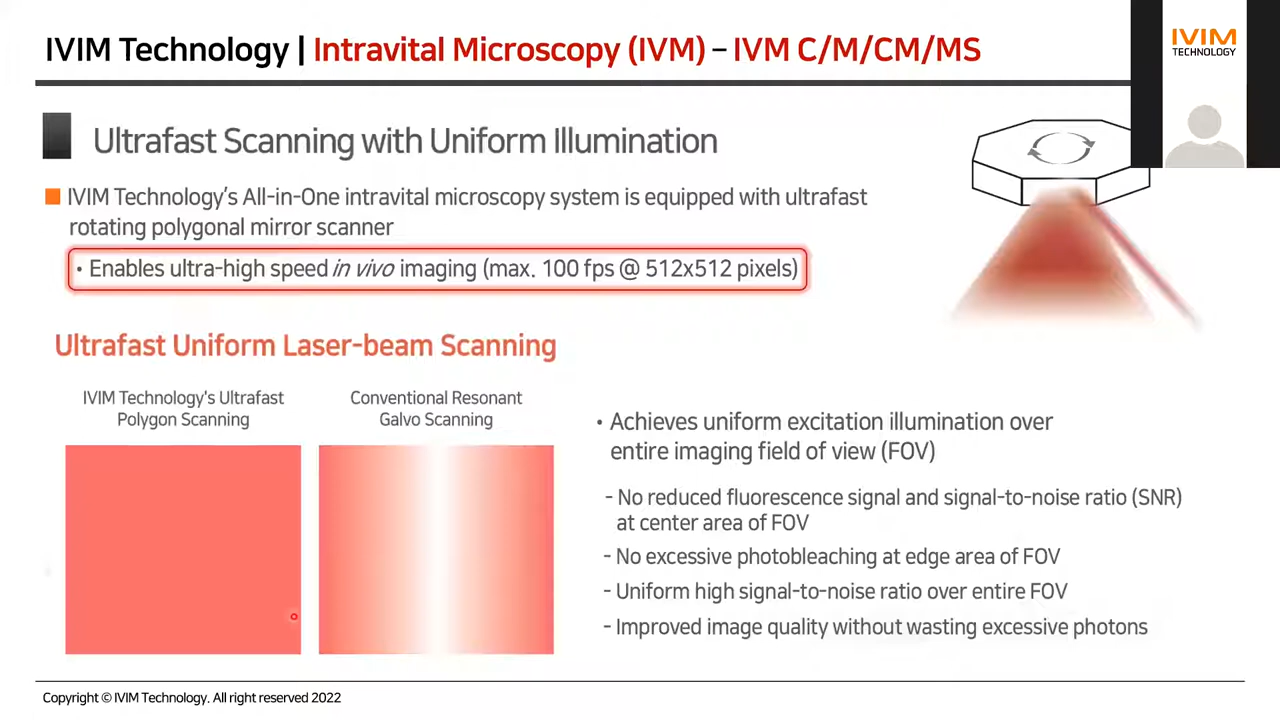 IVIM Technology | Intravital Microscopy (IVM) – IVM C/M/CM/MS
IVIM
TECHNOLOGY
Ultrafast Scanning with Uniform Illumination
IVIM Technology's All-in-One intravital microscopy system is equipped with ultrafast
rotating polygonal mirror scanner
• Enables ultra-high speed in vivo imaging (max. 100 fps @ 512x512 pixels)
Ultrafast Uniform Laser-beam Scanning
IVIM Technology's Ultrafast
Polygon Scanning
Conventional Resonant
Galvo Scanning
• Achieves uniform excitation illumination over
entire imaging field of view (FOV)
- No reduced fluorescence signal and signal-to-noise ratio (SNR)
at center area of FOV
- No excessive photobleaching at edge area of FOV
- Uniform high signal-to-noise ratio over entire FOV
- Improved image quality without wasting excessive photons
Copyright © IVIM Technology. All right reserved 2022